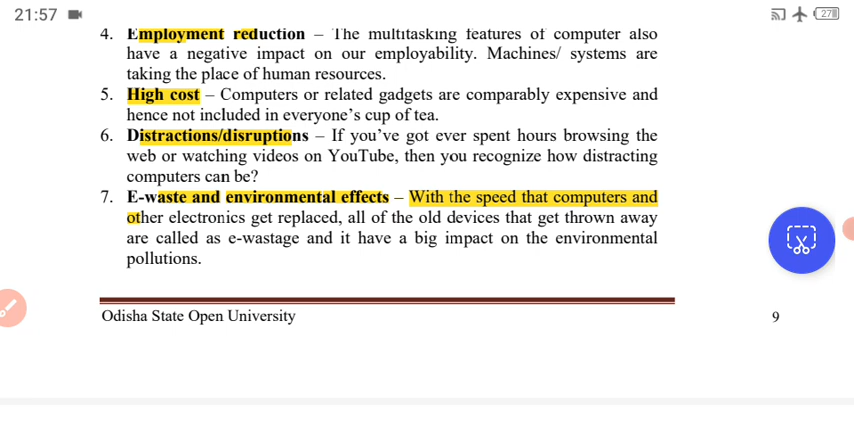 21:57
27
4. Employment reduction – The multitasking features of computer also
have a negative impact on our employability. Machines/ systems are
taking the place of human resources.
5. High cost – Computers or related gadgets are comparably expensive and
hence not included in everyone's cup of tea.
6. Distractions/disruptions – If you've got ever spent hours browsing the
web or watching videos on YouTube, then you recognize how distracting
computers can be?
7. E-waste and environmental effects – With the speed that computers and
other electronics get replaced, all of the old devices that get thrown away
are called as e-wastage and it have a big impact on the environmental
pollutions.
Odisha State Open University
9